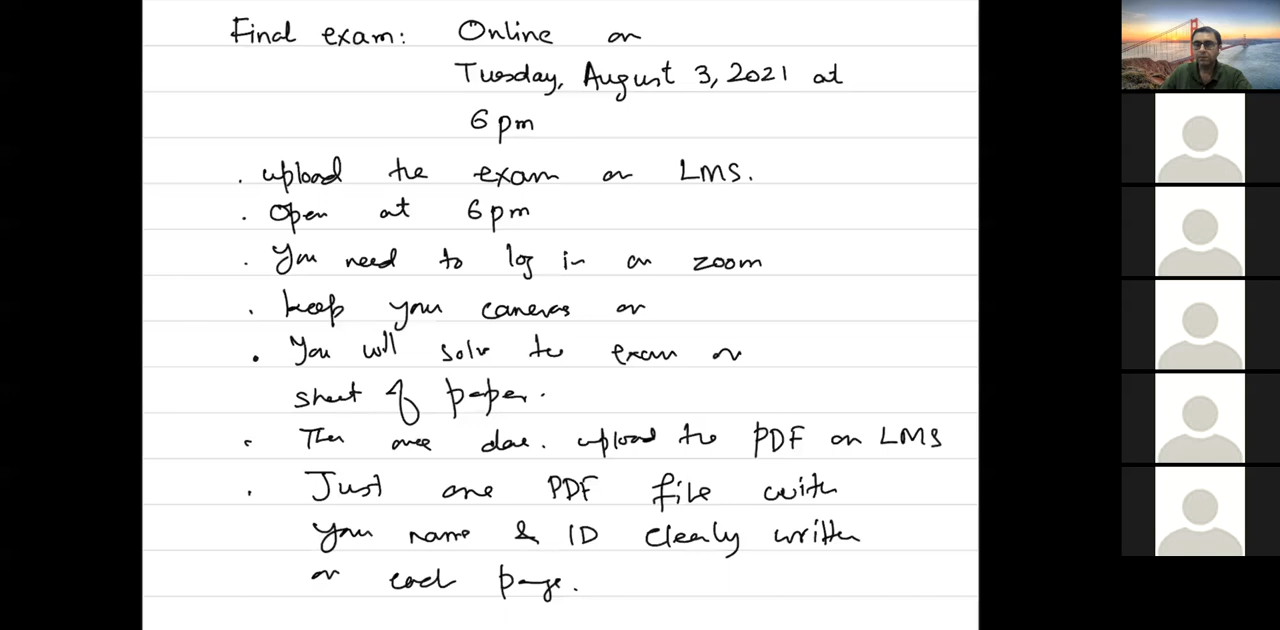 Final exam: Online on
Tuesday, August 3, 2021 at
6 pm
. upload the exam on LMS.
. Open at 6 pm
. You need to log in on zoom
. keep your cameras on
. You will solve the exam on
sheet of paper.
. Then once done. upload the PDF on LMS
. Just one PDF file with
your name & ID clearly written
on each page.